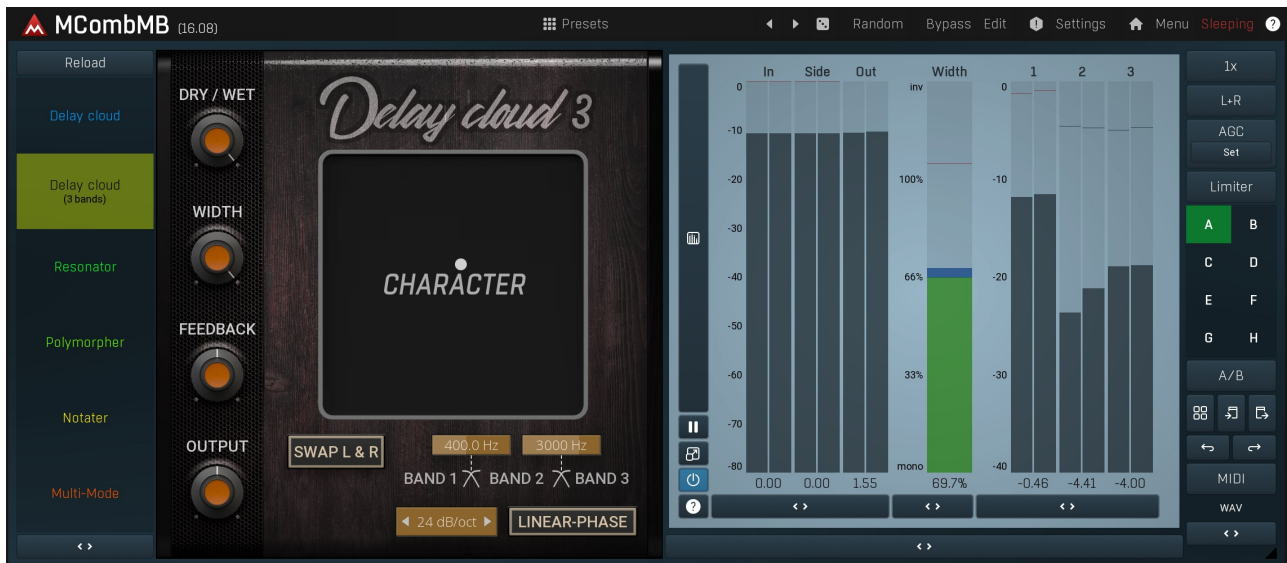 MCombMB (16.08) Presets Random Bypass Edit Settings Menu Sleeping ?
Reload
Delay cloud
Delay cloud
(3 bands)
Resonator
Polymorpher
Notater
Multi-Mode
DRY / WET
WIDTH
FEEDBACK
OUTPUT
Delay cloud 3
CHARACTER
SWAP L & R
400.0 Hz 3000 Hz
BAND 1 BAND 2 BAND 3
24 dB/oct LINEAR-PHASE
In Side Out Width 1 2 3
0 inv 0
-10
-20 100% -10
-30
-40 66% -20
-50
-60 33% -30
-70
-80 mono -40
0.00 0.00 1.55 69.7% -0.46 -4.41 -4.00
?
1x
L+R
AGC
Set
Limiter
A B
C D
E F
G H
A/B
MIDI
WAV